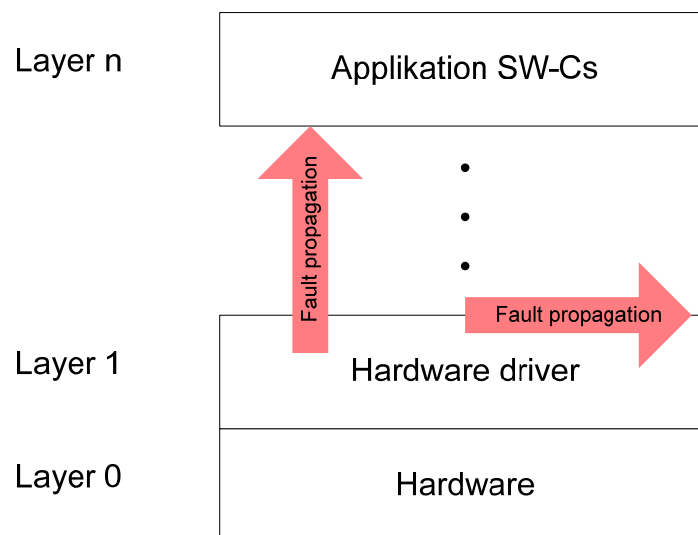 Layer n
Applikation SW-Cs
Fault propagation
Fault propagation
Layer 1
Hardware driver
Layer 0
Hardware